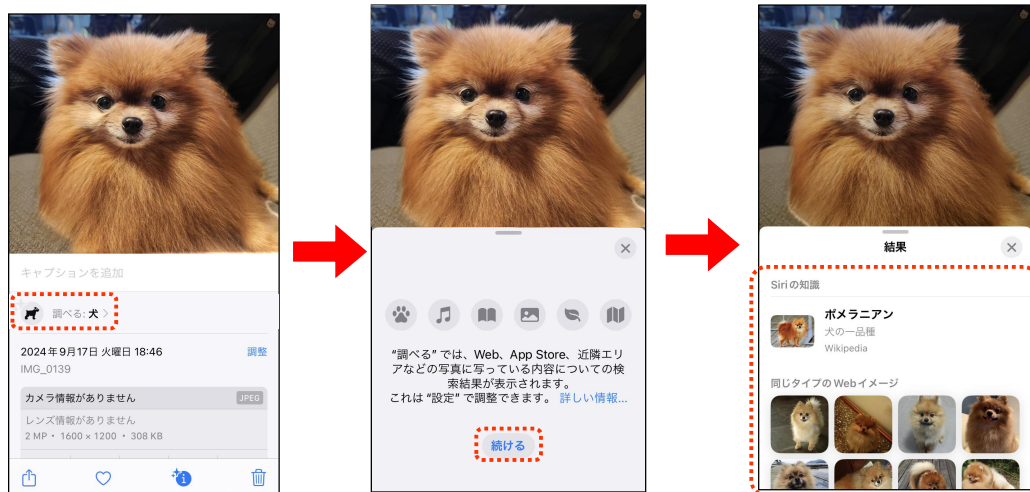 キャプションを追加
調べる: 犬 >
2024年9月17日 火曜日 18:46
調整
IMG_0139
カメラ情報がありません
JPEG
レンズ情報がありません
2 MP • 1600 × 1200 • 308 KB
“調べる” では、Web、App Store、近隣エリ
アなどの写真に写っている内容についての検
索結果が表示されます。
これは “設定” で調整できます。 詳しい情報...
続ける
結果
Siriの知識
ポメラニアン
犬の一品種
Wikipedia
同じタイプのWebイメージ